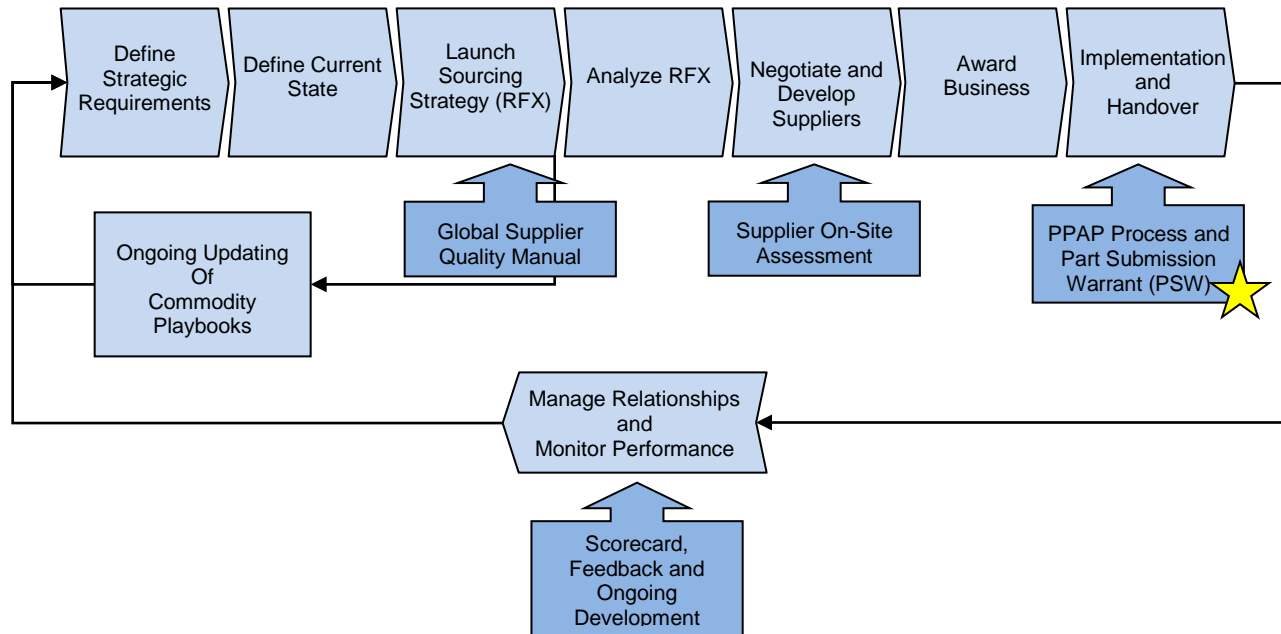 Define
Strategic
Requirements
Define Current
State
Launch
Sourcing
Strategy (RFX)
Analyze RFX
Negotiate and
Develop
Suppliers
Award
Business
Implementation
and
Handover
Global Supplier
Quality Manual
Supplier On-Site
Assessment
PPAP Process and
Part Submission
Warrant (PSW)
Ongoing Updating
Of
Commodity
Playbooks
Manage Relationships
and
Monitor Performance
Scorecard,
Feedback and
Ongoing
Development